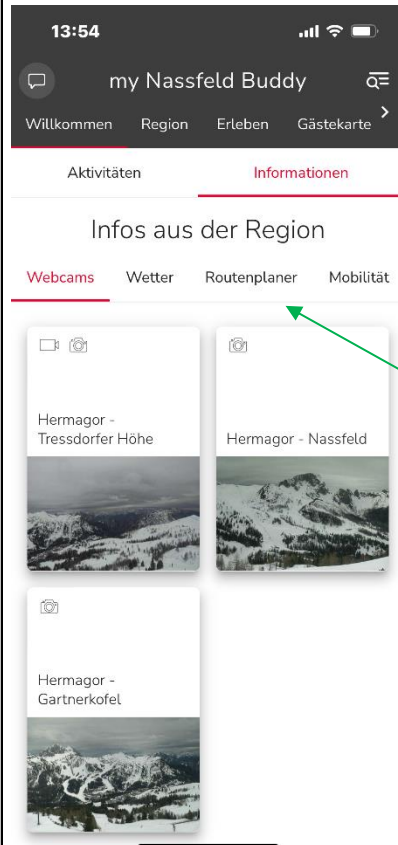 13:54
my Nassfeld Buddy
Willkommen Region Erleben Gästekarte
Aktivitäten Informationen
Infos aus der Region
Webcams Wetter Routenplaner Mobilität
Hermagor -
Tressdorfer Höhe
Hermagor - Nassfeld
Hermagor -
Gartnerkofel